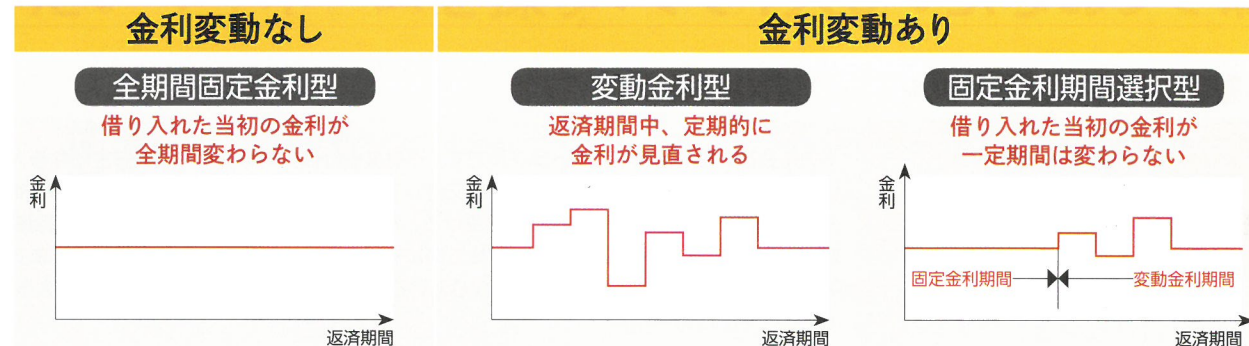 金利変動なし
金利変動あり
全期間固定金利型
借り入れた当初の金利が
全期間変わらない
金利
返済期間
変動金利型
返済期間中、定期的に
金利が見直される
金利
返済期間
固定金利期間選択型
借り入れた当初の金利が
一定期間は変わらない
金利
固定金利期間
変動金利期間
返済期間